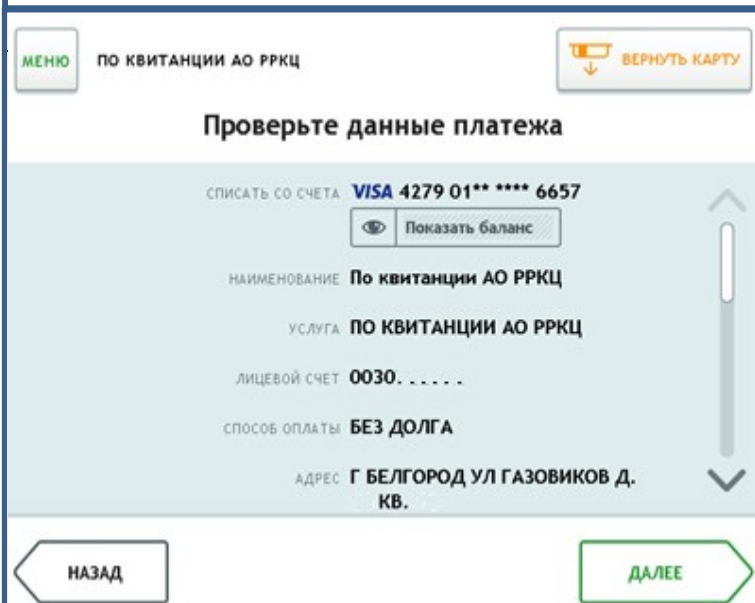 МЕНЮ ПО КВИТАНЦИИ АО РРКЦ ВЕРНУТЬ КАРТУ
Проверьте данные платежа
СПИСАТЬ СО СЧЕТА VISA 4279 01** **** 6657
Показать баланс
НАИМЕНОВАНИЕ По квитанции АО РРКЦ
УСЛУГА ПО КВИТАНЦИИ АО РРКЦ
ЛИЦЕВОЙ СЧЕТ 0030. . . . . .
СПОСОБ ОПЛАТЫ БЕЗ ДОЛГА
АДРЕС Г БЕЛГОРОД УЛ ГАЗОВИКОВ Д.
КВ.
НАЗАД ДАЛЕЕ